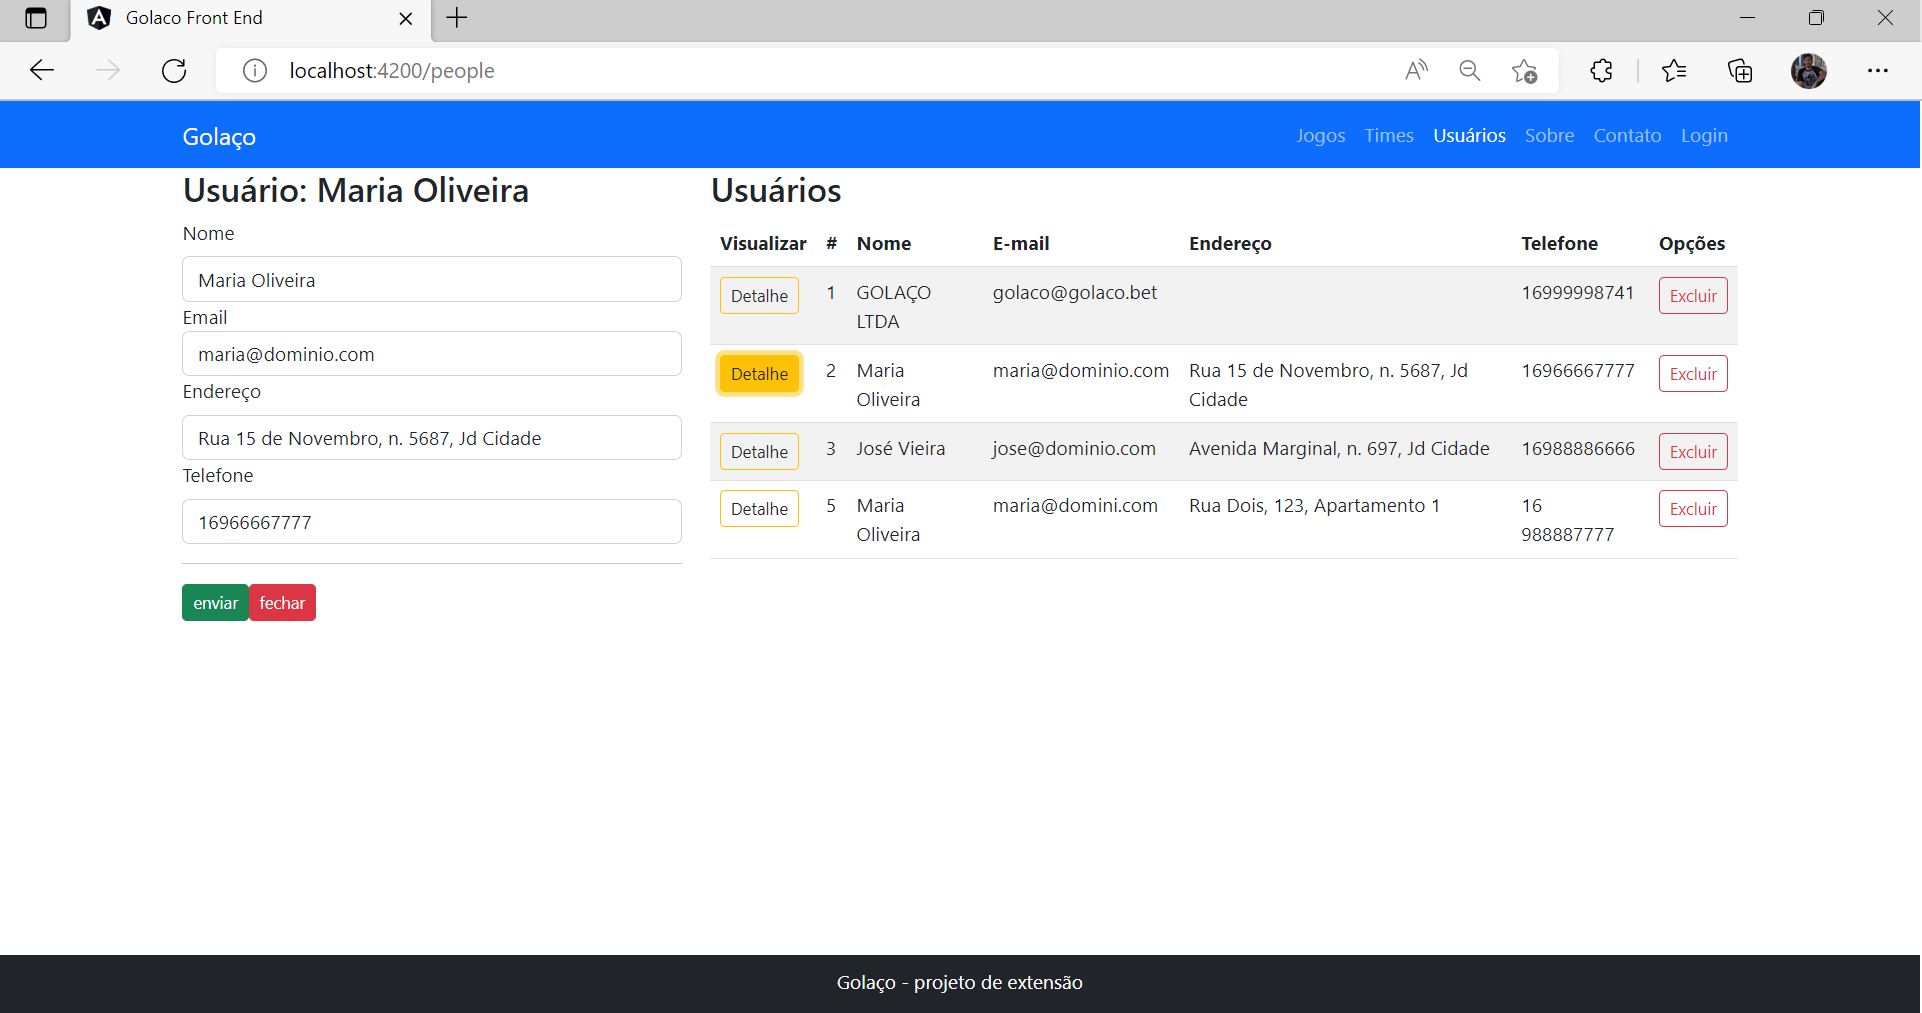 Golaco Front End
localhost:4200/people
Golaço
Jogos Times Usuários Sobre Contato Login
Usuário: Maria Oliveira
Nome
Maria Oliveira
Email
maria@dominio.com
Endereço
Rua 15 de Novembro, n. 5687, Jd Cidade
Telefone
16966667777
enviar fechar
Usuários
Visualizar # Nome E-mail Endereço Telefone Opções
Detalhe 1 GOLAÇO golaco@golaco.bet 16999998741 Excluir
LTDA
Detalhe 2 Maria maria@dominio.com Rua 15 de Novembro, n. 5687, Jd 16966667777 Excluir
Oliveira Cidade
Detalhe 3 José Vieira jose@dominio.com Avenida Marginal, n. 697, Jd Cidade 16988886666 Excluir
Detalhe 5 Maria maria@domini.com Rua Dois, 123, Apartamento 1 16 Excluir
Oliveira 988887777
Golaço - projeto de extensão